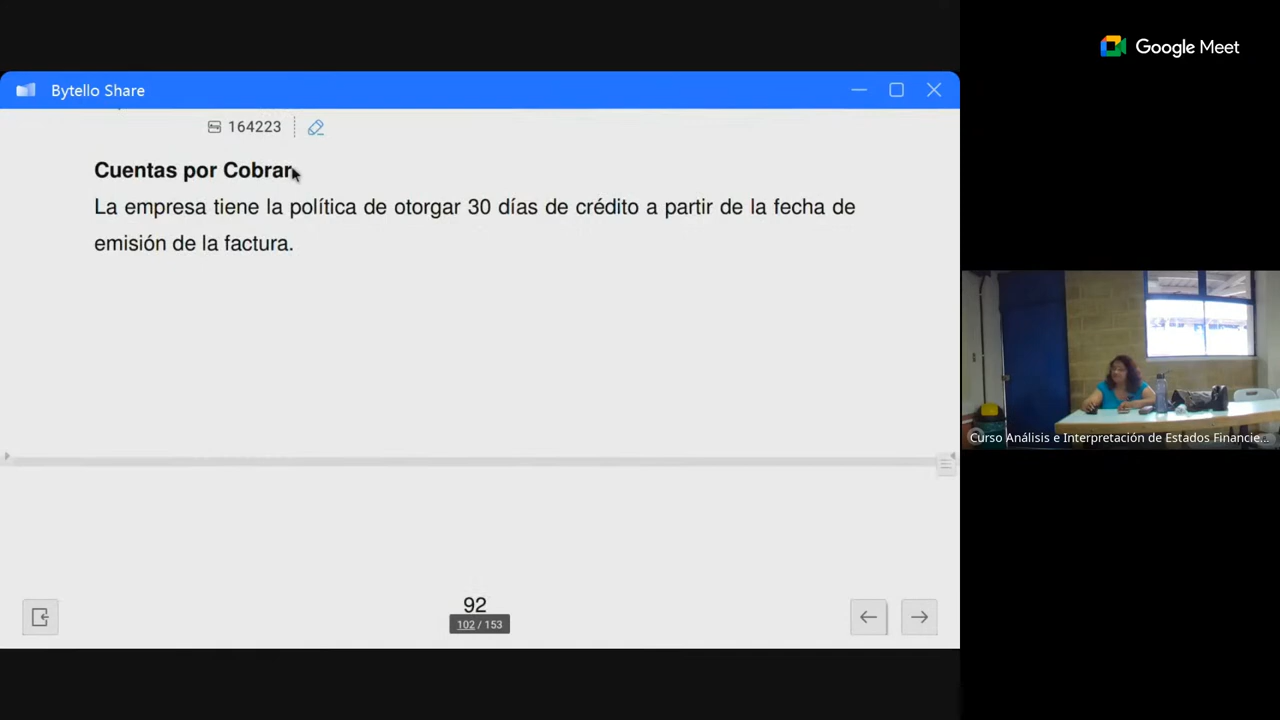 Google Meet
Bytello Share
164223
Cuentas por Cobrar
La empresa tiene la política de otorgar 30 días de crédito a partir de la fecha de
emisión de la factura.
Curso Análisis e Interpretación de Estados Financie...
92
102 / 153